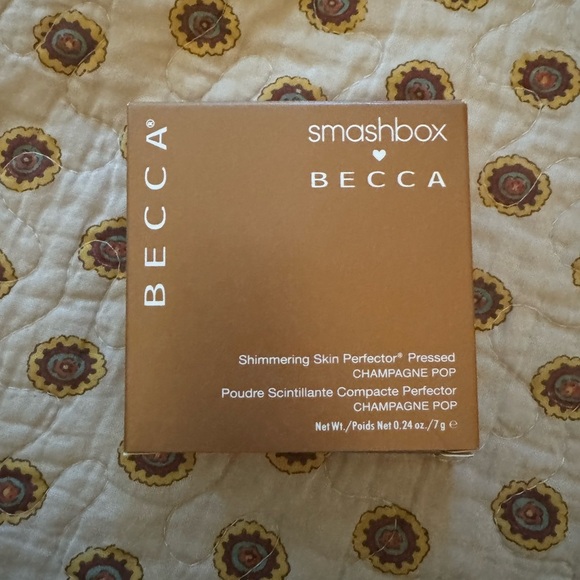 BECCA®
smashbox
BECCA
Shimmering Skin Perfector® Pressed
CHAMPAGNE POP
Poudre Scintillante Compacte Perfector
CHAMPAGNE POP
Net Wt./Poids Net 0.24 oz./7 g ℮